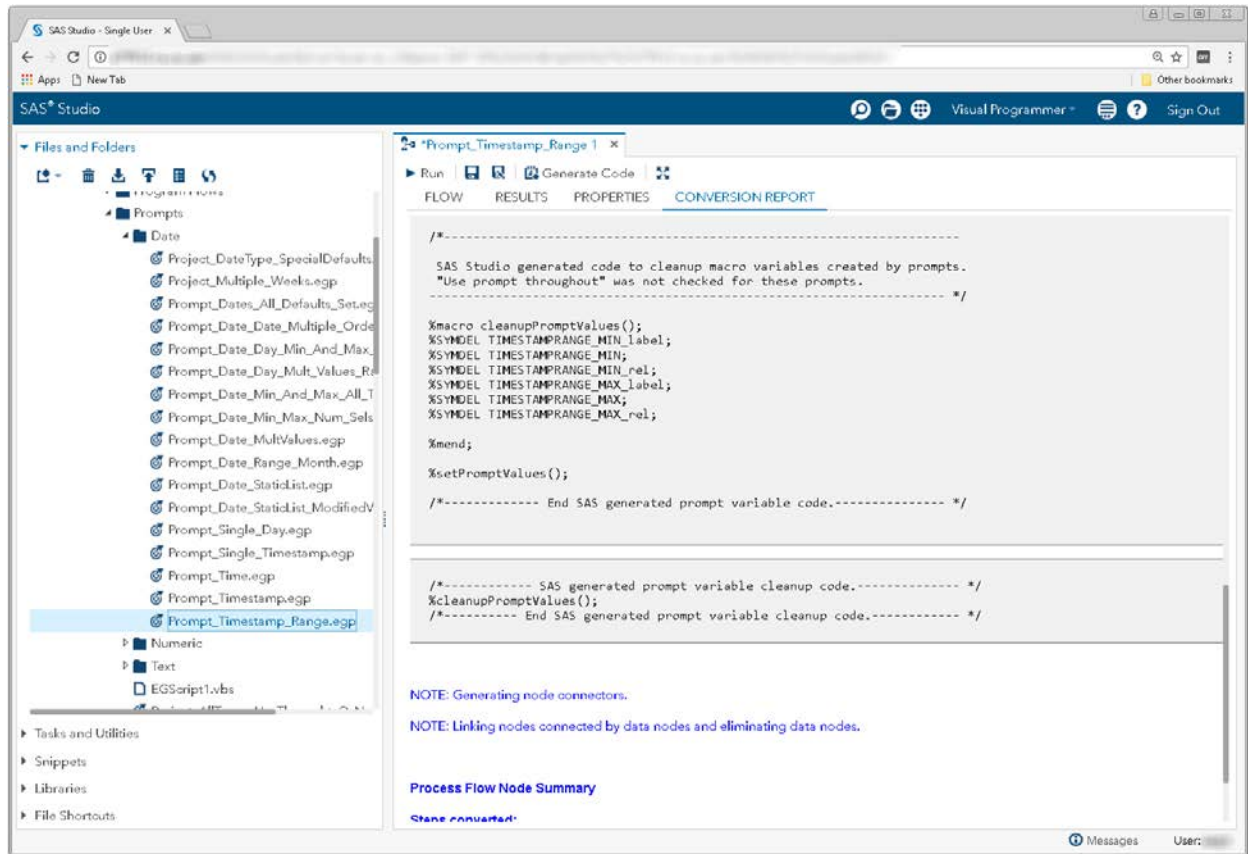 SAS Studio - Single User
Apps New Tab Other bookmarks
SAS® Studio Visual Programmer Sign Out
Files and Folders
Prompts
Date
Project_DateType_SpecialDefaults.
Project_Multiple_Weeks.egp
Prompt_Dates_All_Defaults_Set.eg
Prompt_Date_Date_Multiple_Orde
Prompt_Date_Day_Min_And_Max_
Prompt_Date_Day_Mult_Values_Ra
Prompt_Date_Min_And_Max_All_T
Prompt_Date_Min_Max_Num_Sels
Prompt_Date_MultValues.egp
Prompt_Date_Range_Month.egp
Prompt_Date_StaticList.egp
Prompt_Date_StaticList_ModifiedV
Prompt_Single_Day.egp
Prompt_Single_Timestamp.egp
Prompt_Time.egp
Prompt_Timestamp.egp
Prompt_Timestamp_Range.egp
Numeric
Text
EGScript1.vbs
Tasks and Utilities
Snippets
Libraries
File Shortcuts
*Prompt_Timestamp_Range 1
Run Generate Code
FLOW RESULTS PROPERTIES CONVERSION REPORT
/*----------------------------------------------------------------------
SAS Studio generated code to cleanup macro variables created by prompts.
"Use prompt throughout" was not checked for these prompts.
---------------------------------------------------------------------- */
%macro cleanupPromptValues();
%SYMDEL TIMESTAMPRANGE_MIN_label;
%SYMDEL TIMESTAMPRANGE_MIN;
%SYMDEL TIMESTAMPRANGE_MIN_rel;
%SYMDEL TIMESTAMPRANGE_MAX_label;
%SYMDEL TIMESTAMPRANGE_MAX;
%SYMDEL TIMESTAMPRANGE_MAX_rel;
%mend;
%setPromptValues();
/*------------- End SAS generated prompt variable code.--------------- */
/*------------ SAS generated prompt variable cleanup code.-------------- */
%cleanupPromptValues();
/*---------- End SAS generated prompt variable cleanup code.------------ */
NOTE: Generating node connectors.
NOTE: Linking nodes connected by data nodes and eliminating data nodes.
Process Flow Node Summary
Steps converted:
Messages User: